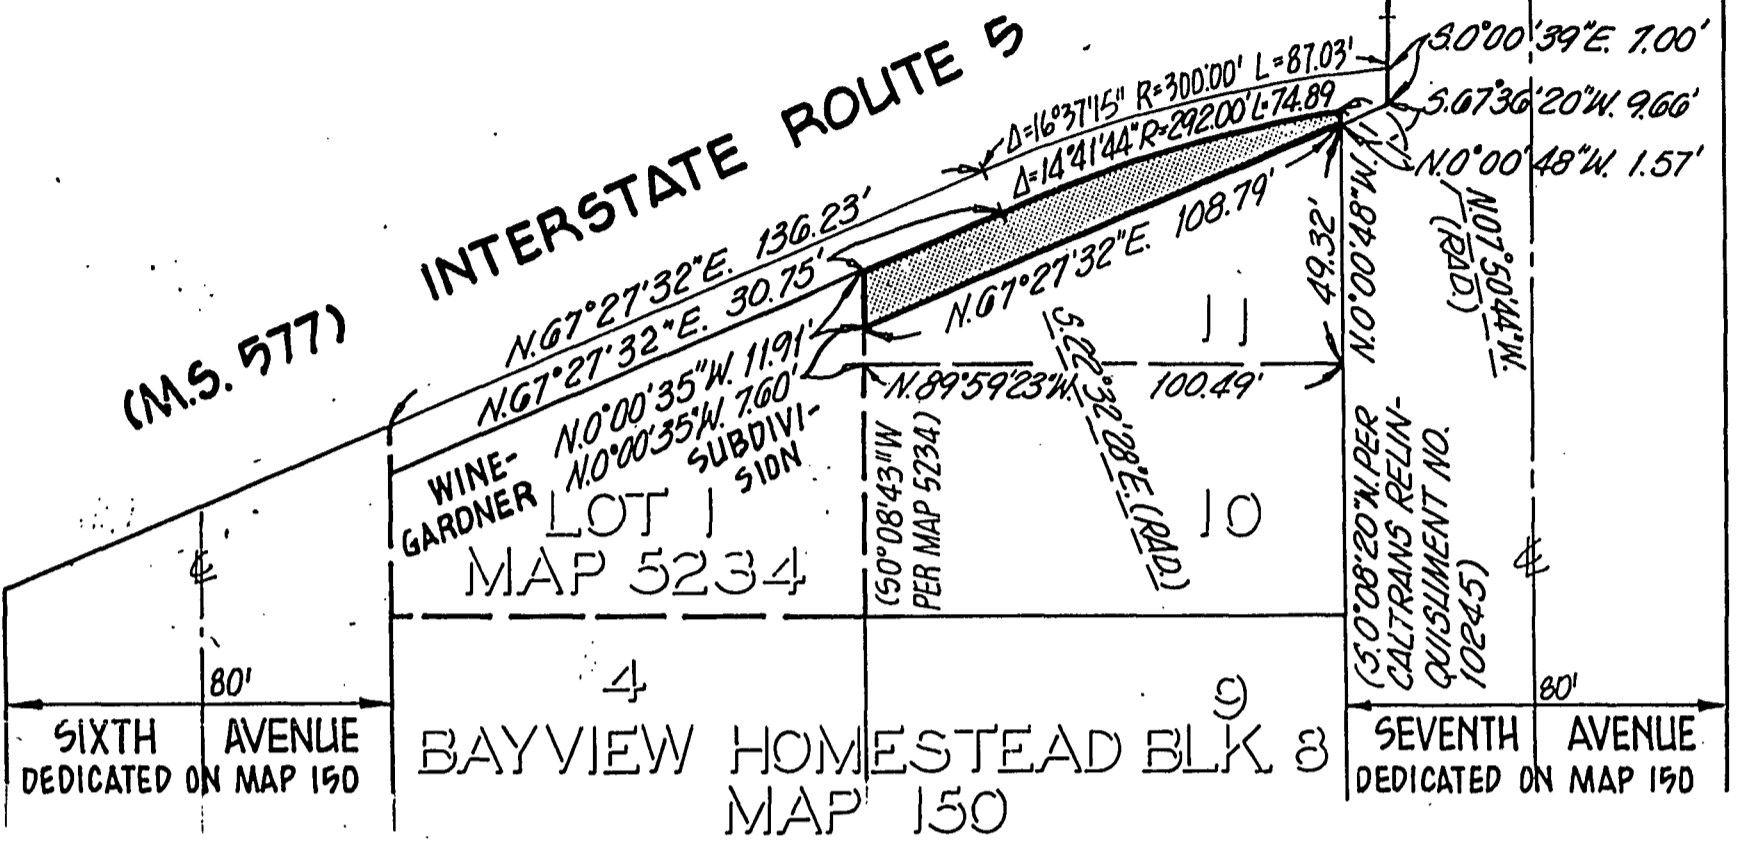 INTERSTATE ROUTE 5
(M.S. 577)
S.0°00'39"E. 7.00'
S.67°36'20"W. 9.66'
N.0°00'48"W. 1.57'
Δ=16°37'15" R=300.00' L=87.03'
Δ=14°41'44" R=292.00' L=74.89
N.67°27'32"E. 136.23'
N.67°27'32"E. 30.75'
N.0°00'35"W. 11.91'
N.0°00'35"W. 7.60'
N.67°27'32"E. 108.79'
49.32'
N.0°00'48"W.
N.07°50'44"W.
(RAD.)
11
N.89°59'23"W. 100.49'
S.22°32'28"E. (RAD.)
WINE-
GARDNER
SUBDIVI-
SION
LOT 1
MAP 5234
(S0°08'43"W
PER MAP 5234)
10
(S.0°08'20"W. PER
CALTRANS RELIN-
QUISHMENT NO.
10245)
80'
4
9
80'
SIXTH AVENUE
DEDICATED ON MAP 150
BAYVIEW HOMESTEAD BLK. 8
MAP 150
SEVENTH AVENUE
DEDICATED ON MAP 150